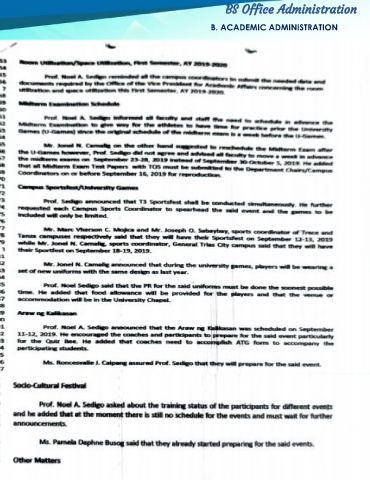 BS Office Administration
B. ACADEMIC ADMINISTRATION
Room Utilization/Space Utilization, First Semester, AY 2019-2020
Prof. Noel A. Sedigo reminded all the campus coordinators to submit the needed data and
documents required by the Office of the Vice President for Academic Affairs concerning the room
utilization and space utilization this First Semester, AY 2019-2020.
Midterm Examination Schedule
Prof. Noel A. Sedigo informed all faculty and staff the need to schedule in advance the
Midterm Examination to give way for the athletes to have time for practice prior the University
Games (U-Games) since the original schedule of the midterm exam is a week before the U-Games.
Mr. Jonel N. Camalig on the other hand suggested to reschedule the Midterm Exam after
the U-Games however, Prof. Sedigo did not agree and advised all faculty to move a week in advance
the midterm exams on September 23-28, 2019 instead of September 30-October 5, 2019. He added
that all Midterm Exam Test Papers with TOS must be submitted to the Department Chairs/Campus
Coordinators on or before September 16, 2019 for reproduction.
Campus Sportsfest/University Games
Prof. Sedigo announced that T3 Sportsfest shall be conducted simultaneously. He further
requested each Campus Sports Coordinator to spearhead the said event and the games to be
included will only be limited.
Mr. Marc Vherson C. Mojica and Mr. Joseph O. Sabeybay, sports coordinator of Trece and
Tanza campuses respectively said that they will have their Sportsfest on September 12-13, 2019
while Mr. Jonel N. Camalig, sports coordinator, General Trias City campus said that they will have
their Sportsfest on September 18-19, 2019.
Mr. Jonel N. Camalig announced that during the university games, players will be wearing a
set of new uniforms with the same design as last year.
Prof. Noel Sedigo said that the PR for the said uniforms must be done the soonest possible
time. He added that food allowance will be provided for the players and that the venue or
accommodation will be in the University Chapel.
Araw ng Kalikasan
Prof. Noel A. Sedigo announced that the Araw ng Kalikasan was scheduled on September
11-12, 2019. He encouraged the coaches and participants to prepare for the said event particularly
for the Quiz Bee. He added that coaches need to accomplish ATG form to accompany the
participating students.
Ms. Roncesvalle J. Caipang assured Prof. Sedigo that they will prepare for the said event.
Socio-Cultural Festival
Prof. Noel A. Sedigo asked about the training status of the participants for different events
and he added that at the moment there is still no schedule for the events and must wait for further
announcements.
Ms. Pamela Daphne Busog said that they already started preparing for the said events.
Other Matters